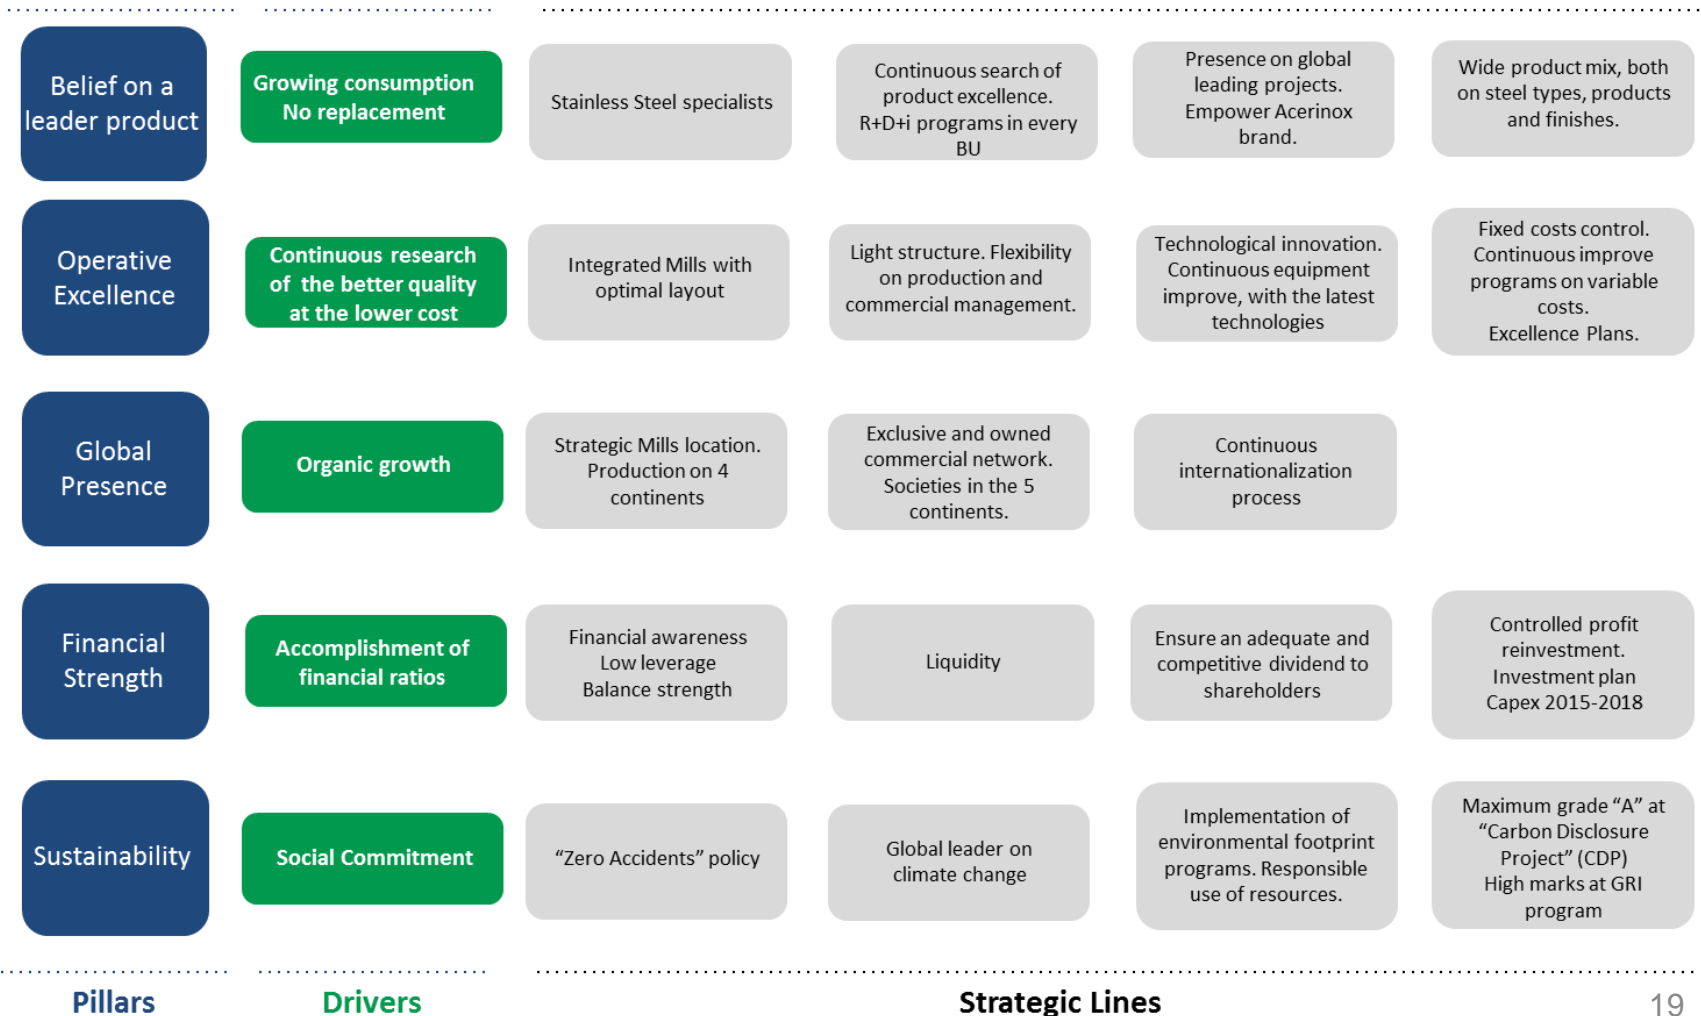 Belief on a
leader product
Growing consumption
No replacement
Stainless Steel specialists
Continuous search of
product excellence.
R+D+i programs in every
BU
Presence on global
leading projects.
Empower Acerinox
brand.
Wide product mix, both
on steel types, products
and finishes.
Operative
Excellence
Continuous research
of the better quality
at the lower cost
Integrated Mills with
optimal layout
Light structure. Flexibility
on production and
commercial management.
Technological innovation.
Continuous equipment
improve, with the latest
technologies
Fixed costs control.
Continuous improve
programs on variable
costs.
Excellence Plans.
Global
Presence
Organic growth
Strategic Mills location.
Production on 4
continents
Exclusive and owned
commercial network.
Societies in the 5
continents.
Continuous
internationalization
process
Financial
Strength
Accomplishment of
financial ratios
Financial awareness
Low leverage
Balance strength
Liquidity
Ensure an adequate and
competitive dividend to
shareholders
Controlled profit
reinvestment.
Investment plan
Capex 2015-2018
Sustainability
Social Commitment
“Zero Accidents” policy
Global leader on
climate change
Implementation of
environmental footprint
programs. Responsible
use of resources.
Maximum grade “A” at
“Carbon Disclosure
Project” (CDP)
High marks at GRI
program
Pillars
Drivers
Strategic Lines
19